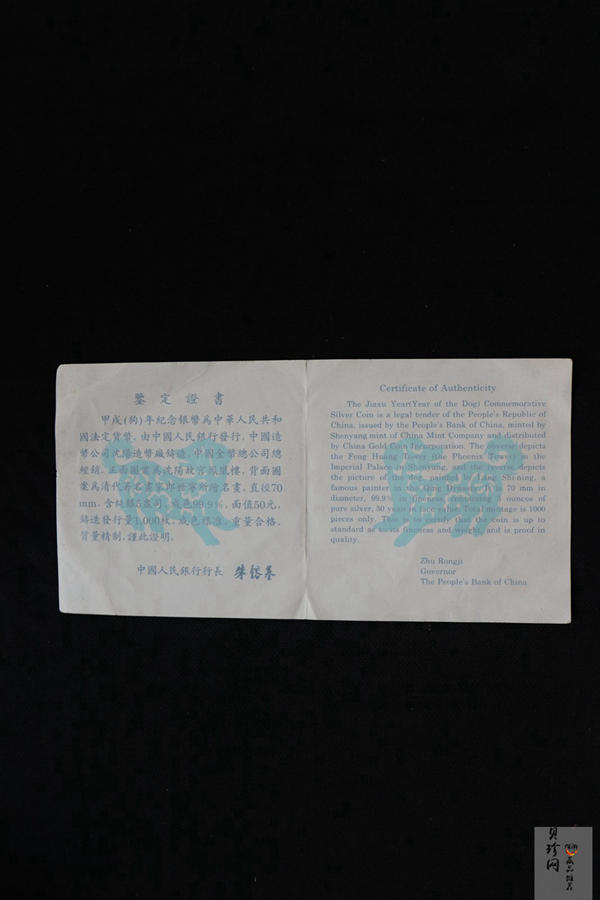 鉴定證書
甲戌(狗)年紀念銀幣爲中華人民共和
國法定貨幣，由中國人民銀行發行，中國造
幣公司沈陽造幣廠鑄造，中國金幣總公司總
經銷。正面圖案爲沈陽故宮鳳凰樓，背面圖
案爲清代著名畫家郎世寧所繪名畫。直徑70
mm，含純銀5盎司，成色99.9%，面值50元，
鑄造發行量1,000枚，成色標准，重量合格，
質量精制，謹此證明。
中國人民銀行行長 朱鎔基
Certificate of Authenticity
The Jiaxu Year(Year of the Dog) Commemorative
Silver Coin is a legal tender of the People's Republic of
China, issued by the People's Bank of China, minted by
Shenyang mint of China Mint Company and distributed
by China Gold Coin Incorporation. The obverse depicts
the Feng Huang Tower (the Phoenix Tower) in the
Imperial Palace of Shenyang, and the reverse depicts
the picture of the dog painted by Lang Shi-ning, a
famous painter in the Qing Dynasty. It is 70 mm in
diameter, 99.9% in fineness, containing 5 ounces of
pure silver, 50 yuan in face value. Total mintage is 1000
pieces only. This is to certify that the coin is up to
standard as to its fineness and weight, and is proof in
quality.
Zhu Rongji
Governor
The People's Bank of China
贝珍网
藏品推荐